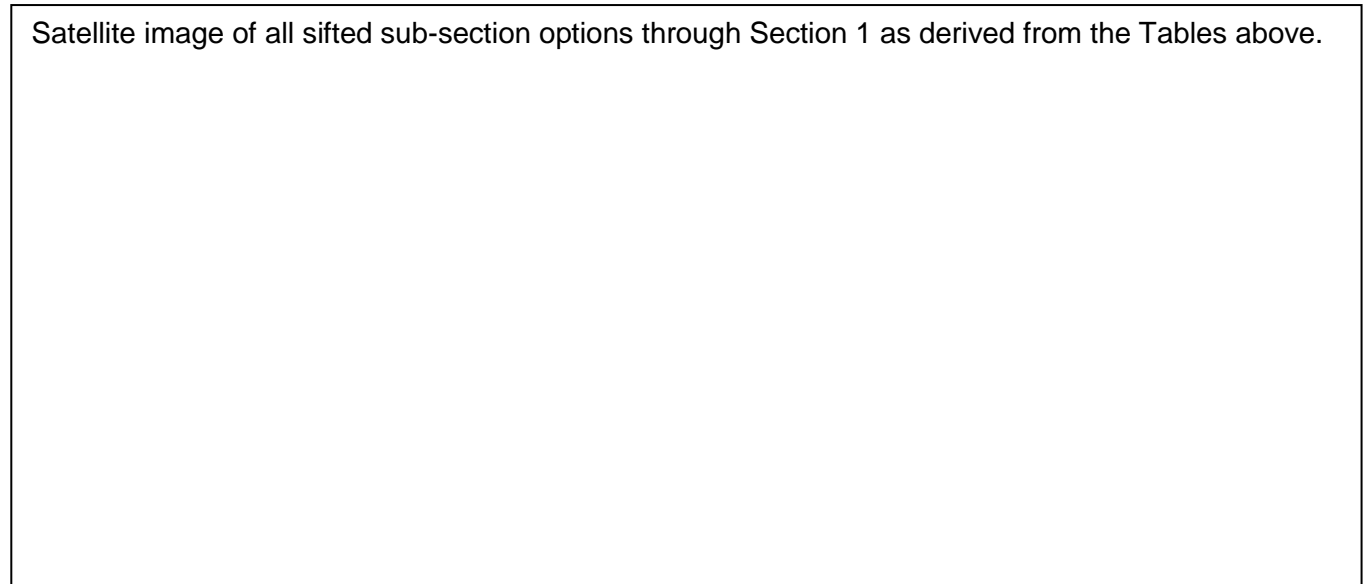 Satellite image of all sifted sub-section options through Section 1 as derived from the Tables above.